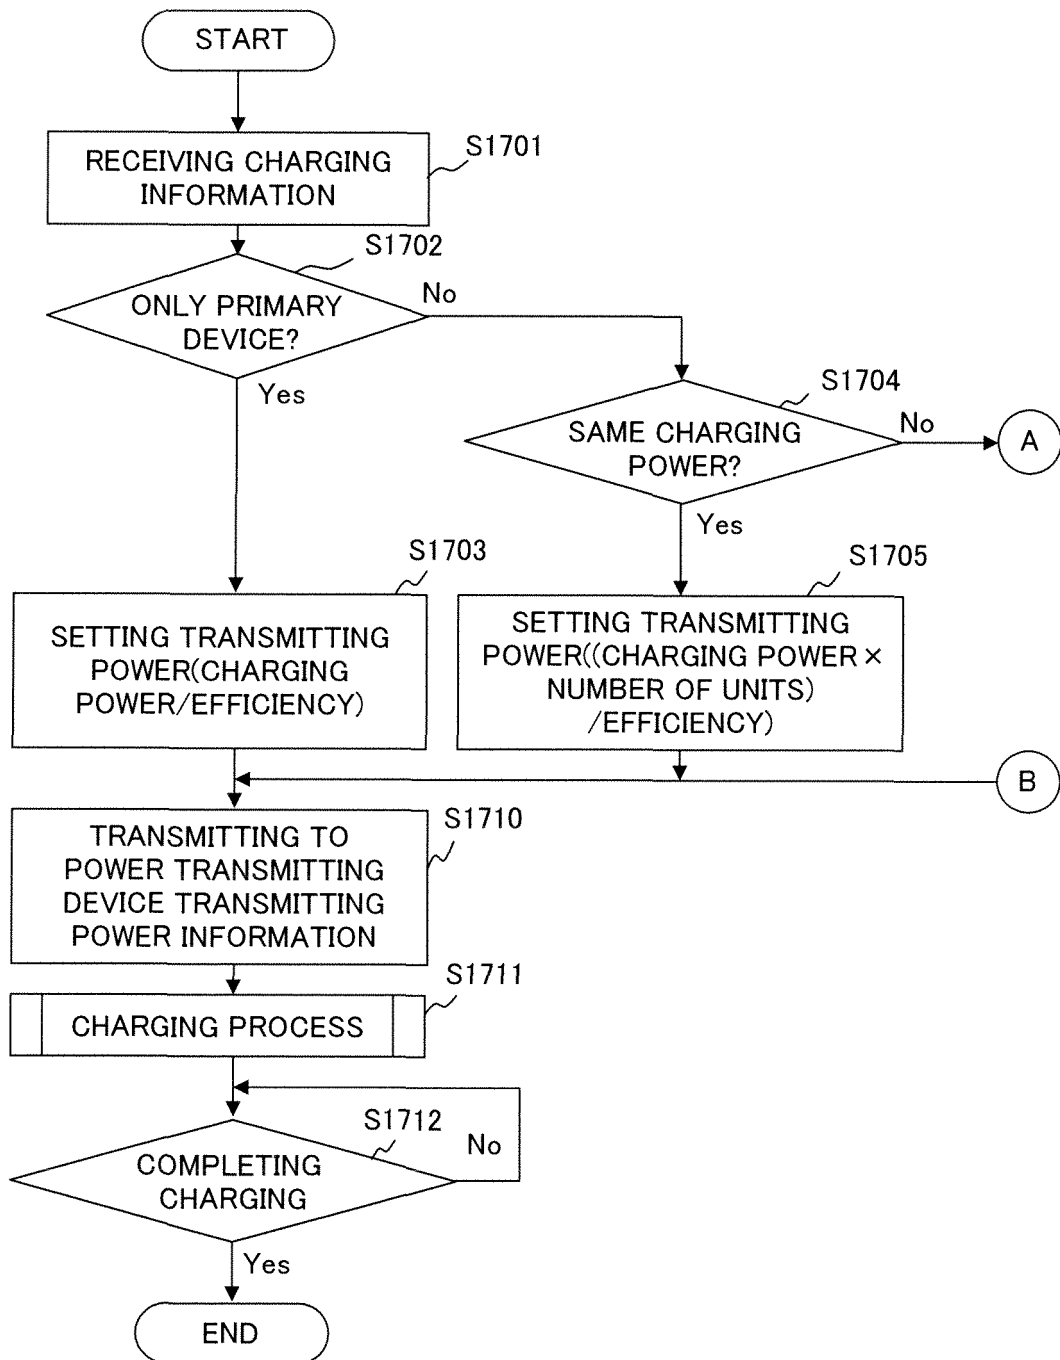 START
S1701
RECEIVING CHARGING
INFORMATION
S1702
ONLY PRIMARY
DEVICE?
No
Yes
S1704
SAME CHARGING
POWER?
No
A
Yes
S1703
SETTING TRANSMITTING
POWER(CHARGING
POWER/EFFICIENCY)
S1705
SETTING TRANSMITTING
POWER((CHARGING POWER×
NUMBER OF UNITS)
/EFFICIENCY)
B
S1710
TRANSMITTING TO
POWER TRANSMITTING
DEVICE TRANSMITTING
POWER INFORMATION
S1711
CHARGING PROCESS
S1712
COMPLETING
CHARGING
No
Yes
END